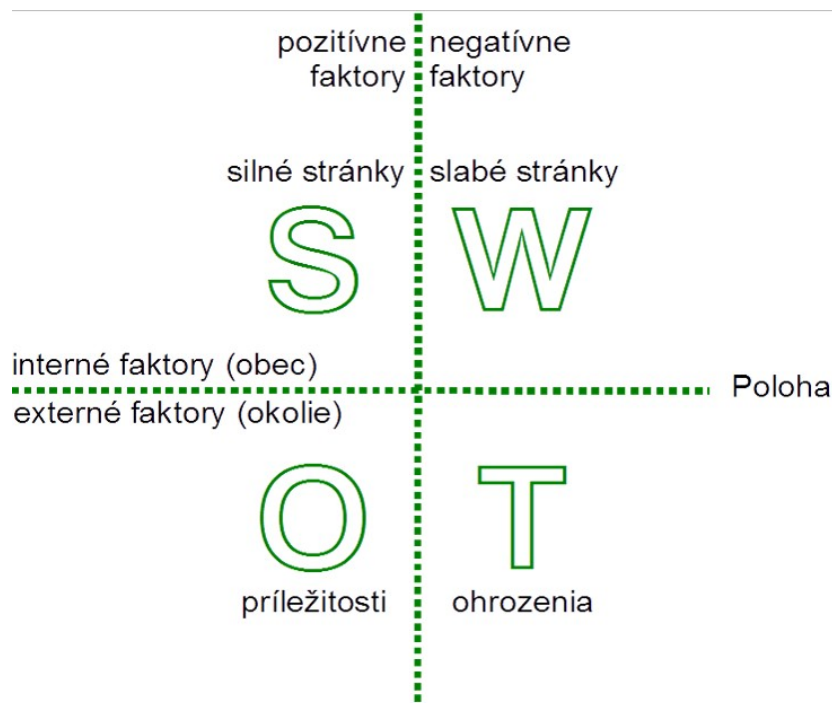 pozitívne negatívne
faktory faktory
silné stránky slabé stránky
S W
interné faktory (obec)
Poloha
externé faktory (okolie)
O T
príležitosti ohrozenia